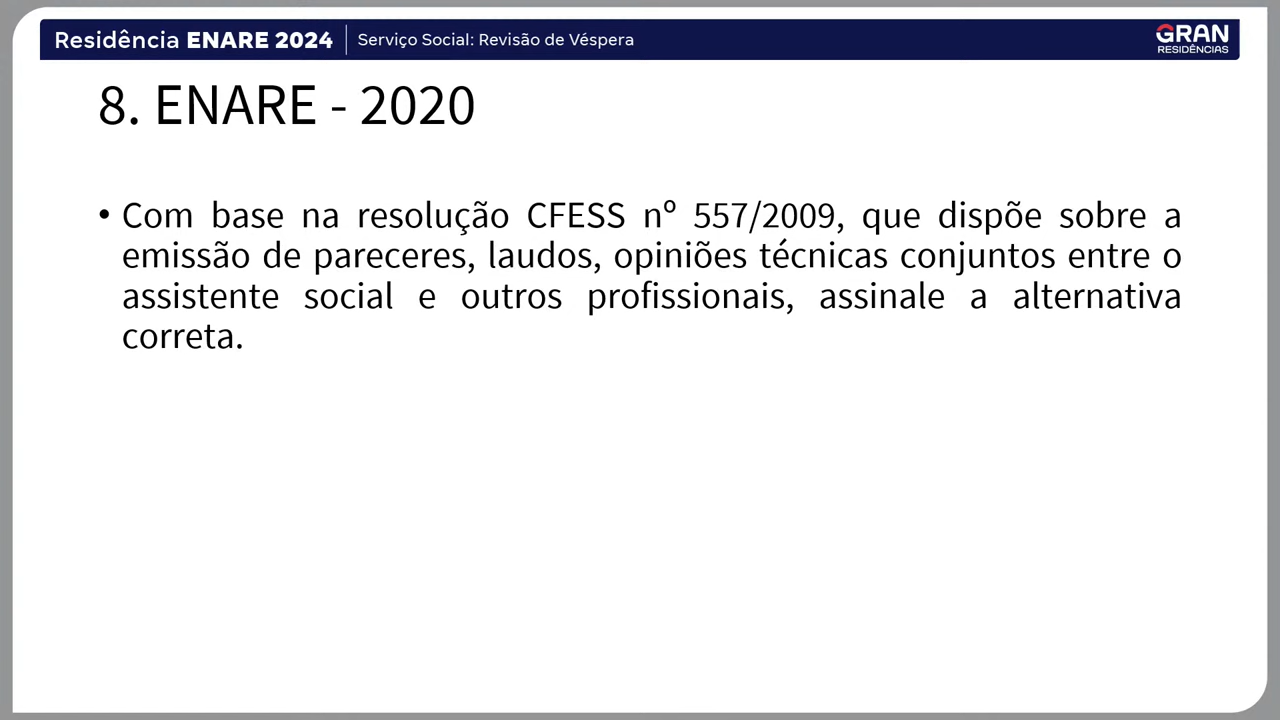 Residência ENARE 2024 | Serviço Social: Revisão de Véspera
GRAN
RESIDÊNCIAS
8. ENARE - 2020
• Com base na resolução CFESS nº 557/2009, que dispõe sobre a
emissão de pareceres, laudos, opiniões técnicas conjuntos entre o
assistente social e outros profissionais, assinale a alternativa
correta.